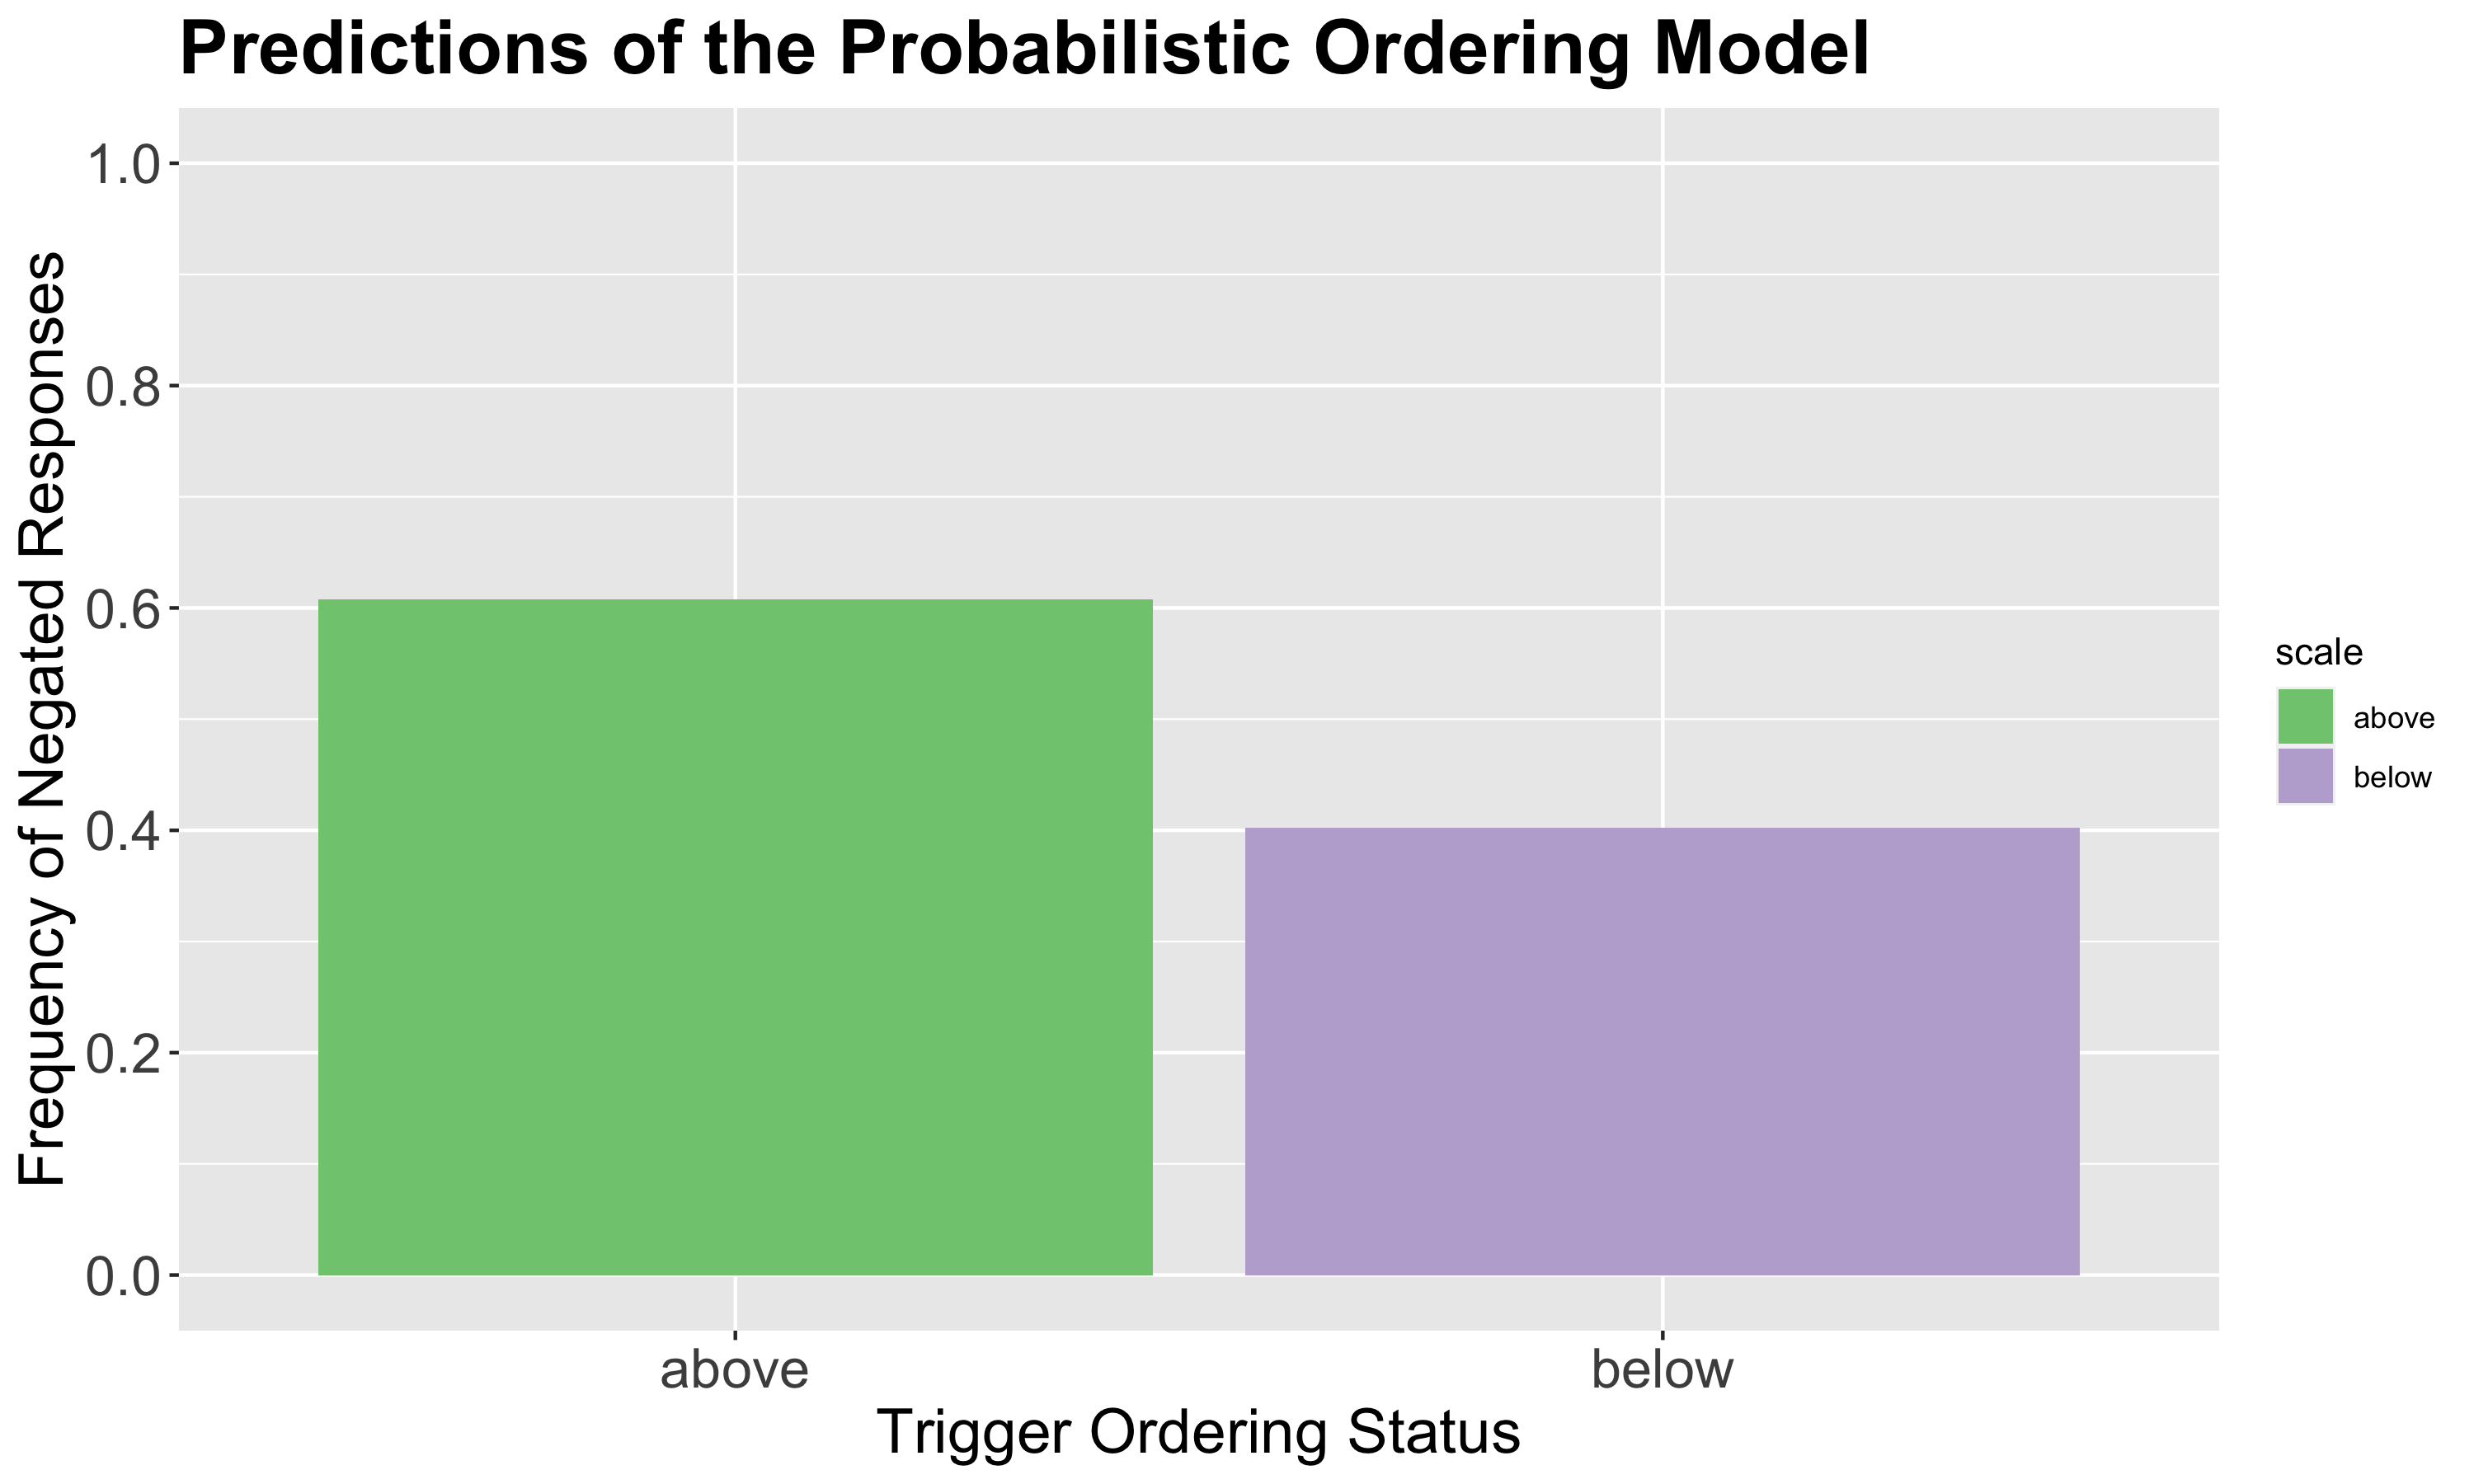 Predictions of the Probabilistic Ordering Model
Frequency of Negated Responses
1.0
0.8
0.6
0.4
0.2
0.0
above
below
Trigger Ordering Status
scale
above
below